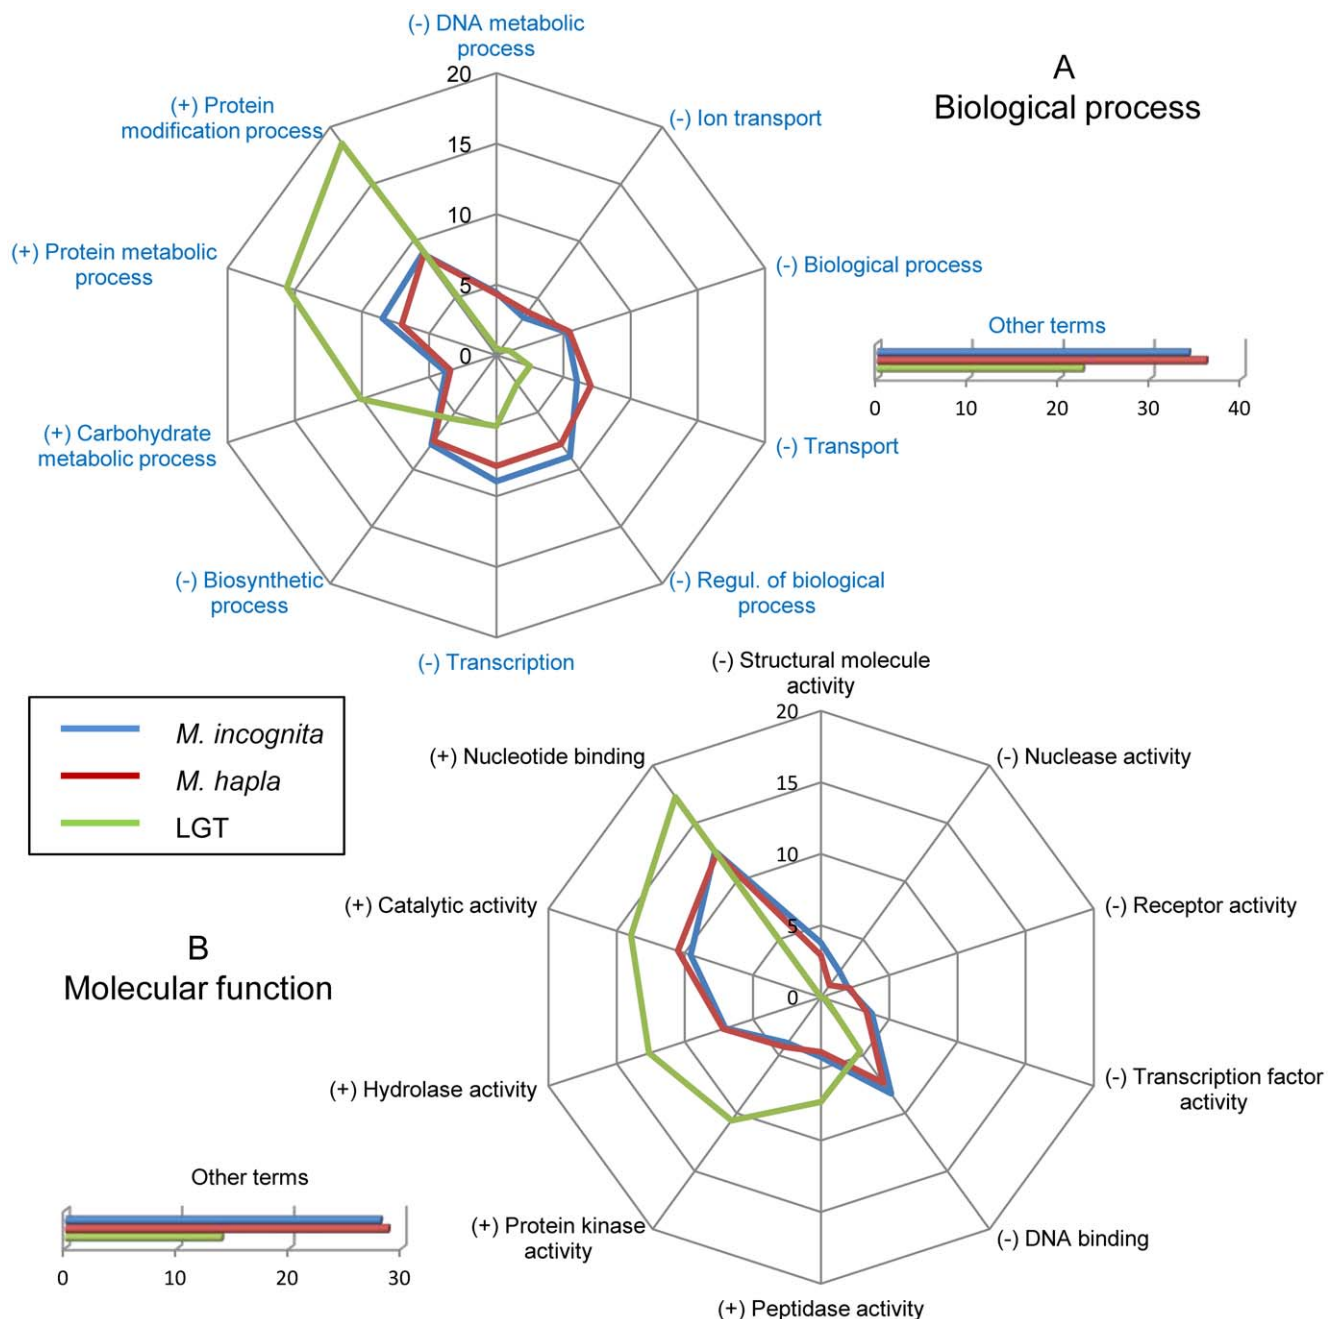 (-) DNA metabolic
process
A
Biological process
20
15
10
5
0
(+) Protein
modification process
(-) Ion transport
(+) Protein metabolic
process
(-) Biological process
Other terms
0 10 20 30 40
(+) Carbohydrate
metabolic process
(-) Transport
(-) Biosynthetic
process
(-) Regul. of biological
process
(-) Transcription
M. incognita
M. hapla
LGT
B
Molecular function
(-) Structural molecule
activity
20
15
10
5
0
(+) Nucleotide binding
(-) Nuclease activity
(+) Catalytic activity
(-) Receptor activity
(+) Hydrolase activity
(-) Transcription factor
activity
Other terms
0 10 20 30
(+) Protein kinase
activity
(-) DNA binding
(+) Peptidase activity